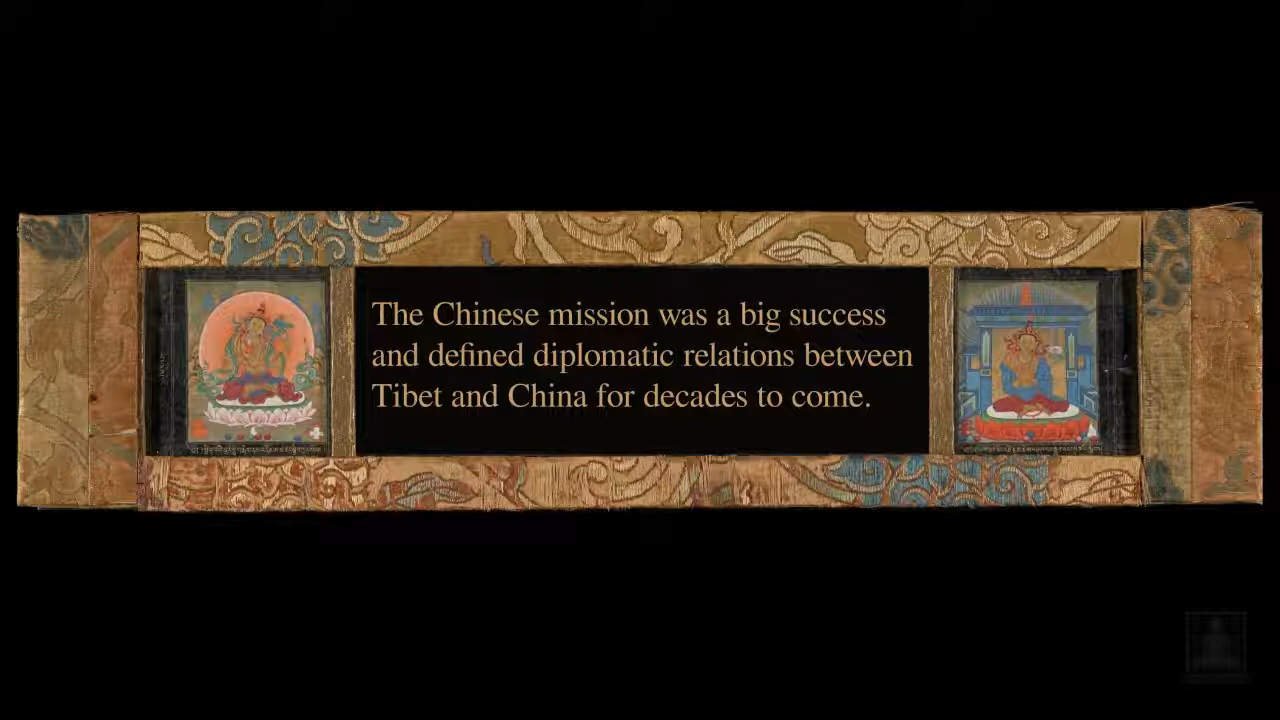 The Chinese mission was a big success
and defined diplomatic relations between
Tibet and China for decades to come.